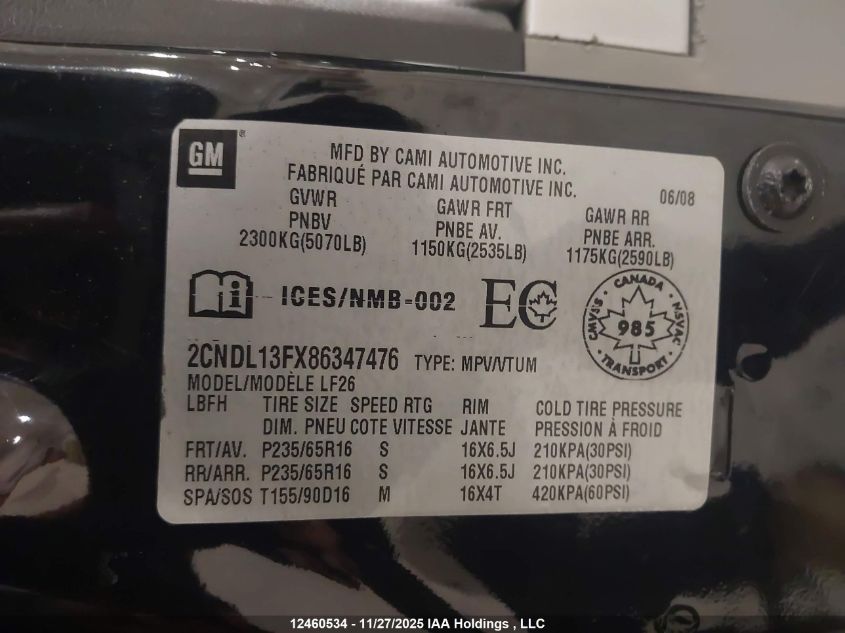 GM
MFD BY CAMI AUTOMOTIVE INC.
FABRIQUÉ PAR CAMI AUTOMOTIVE INC.
06/08
GVWR GAWR FRT GAWR RR
PNBV PNBE AV. PNBE ARR.
2300KG(5070LB) 1150KG(2535LB) 1175KG(2590LB)
ICES/NMB-002 EC
CANADA
S.CMVSS NSVAC
985
TRANSPORT
2CNDL13FX86347476 TYPE: MPV/VTUM
MODEL/MODÈLE LF26
LBFH TIRE SIZE SPEED RTG RIM COLD TIRE PRESSURE
DIM. PNEU COTE VITESSE JANTE PRESSION À FROID
FRT/AV. P235/65R16 S 16X6.5J 210KPA(30PSI)
RR/ARR. P235/65R16 S 16X6.5J 210KPA(30PSI)
SPA/SOS T155/90D16 M 16X4T 420KPA(60PSI)
12460534 - 11/27/2025 IAA Holdings , LLC